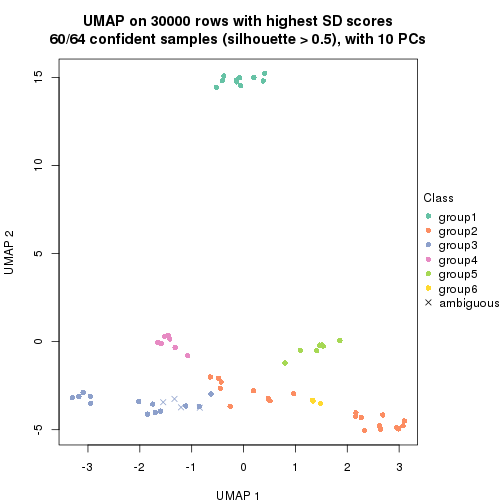 UMAP on 30000 rows with highest SD scores
60/64 confident samples (silhouette > 0.5), with 10 PCs
UMAP 2
15
10
5
0
-5
-3
-2
-1
0
1
2
3
UMAP 1
Class
group1
group2
group3
group4
group5
group6
ambiguous